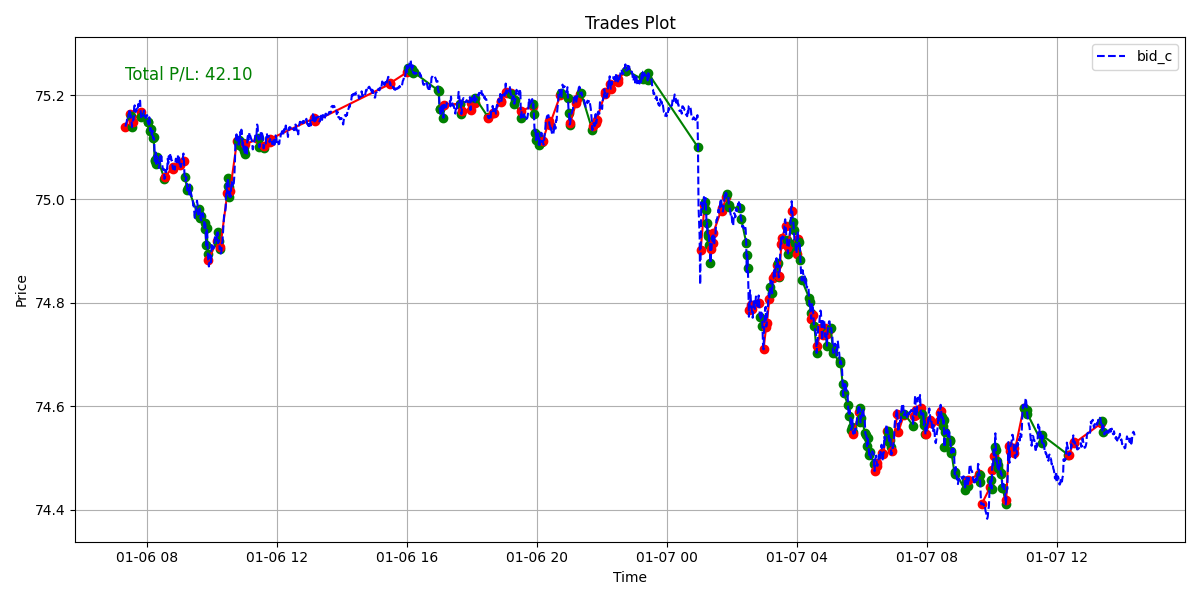 Trades Plot
Total P/L: 42.10
bid_c
Price
75.2
75.0
74.8
74.6
74.4
01-06 08
01-06 12
01-06 16
01-06 20
01-07 00
01-07 04
01-07 08
01-07 12
Time